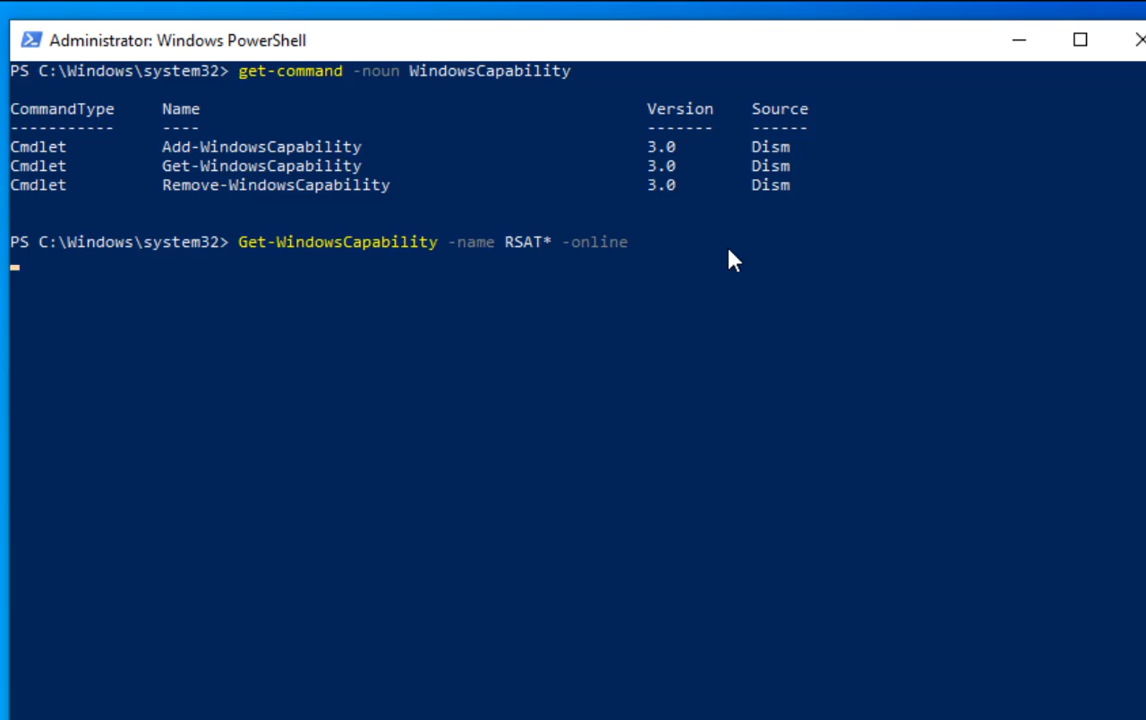 Administrator: Windows PowerShell
PS C:\Windows\system32> get-command -noun WindowsCapability
CommandType Name Version Source
----------- ---- ------- ------
Cmdlet Add-WindowsCapability 3.0 Dism
Cmdlet Get-WindowsCapability 3.0 Dism
Cmdlet Remove-WindowsCapability 3.0 Dism
PS C:\Windows\system32> Get-WindowsCapability -name RSAT* -online